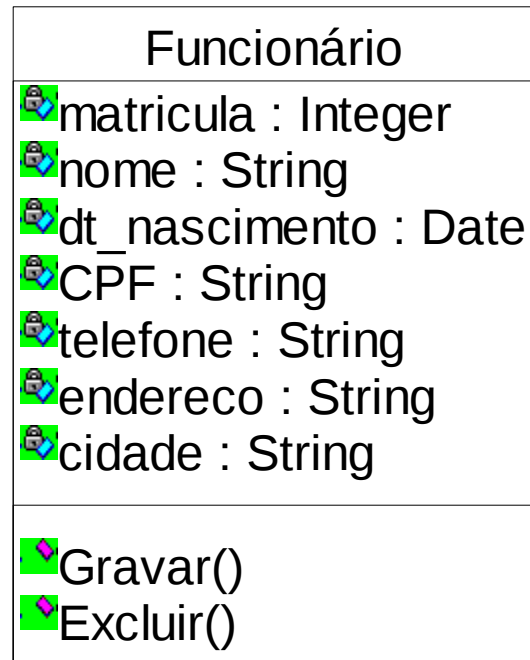 Funcionário
matricula : Integer
nome : String
dt_nascimento : Date
CPF : String
telefone : String
endereco : String
cidade : String
Gravar()
Excluir()